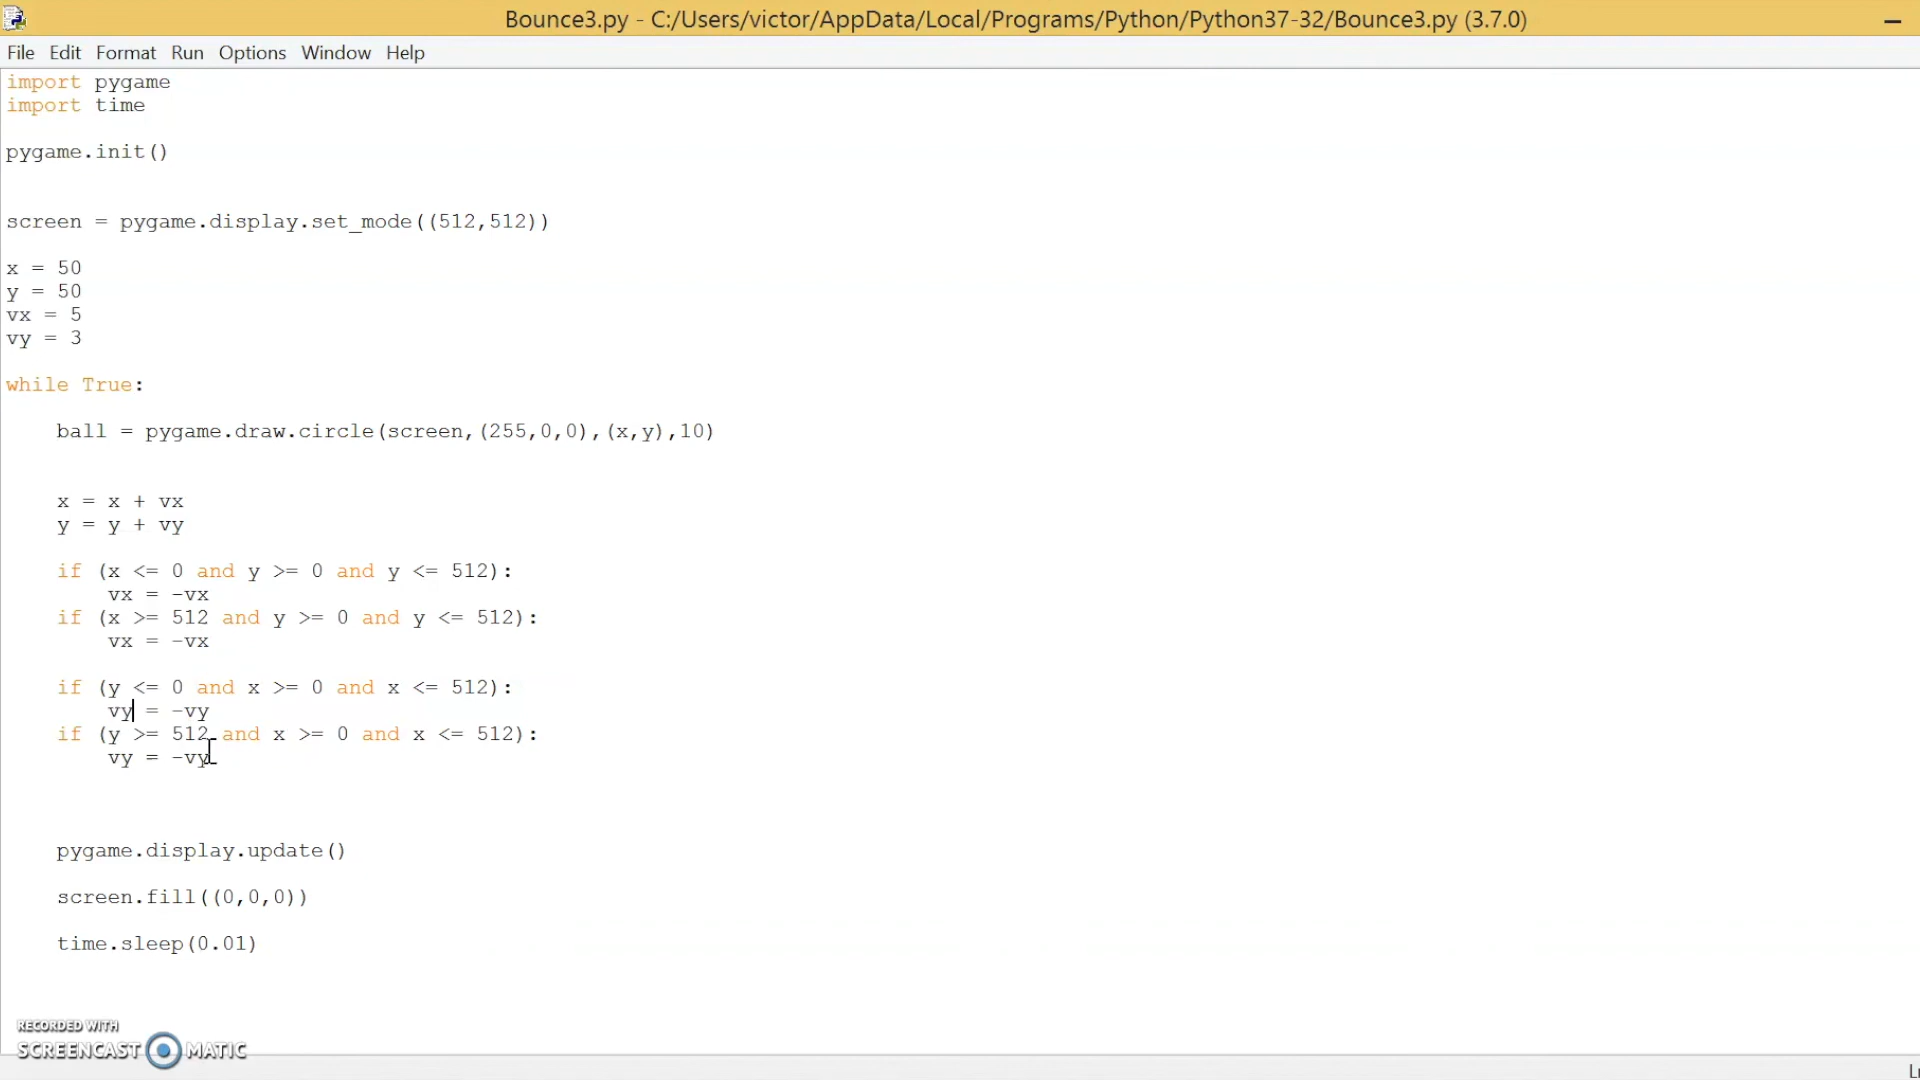 Bounce3.py - C:/Users/victor/AppData/Local/Programs/Python/Python37-32/Bounce3.py (3.7.0)
File Edit Format Run Options Window Help
import pygame
import time
pygame.init()
screen = pygame.display.set_mode((512,512))
x = 50
y = 50
vx = 5
vy = 3
while True:
ball = pygame.draw.circle(screen,(255,0,0),(x,y),10)
x = x + vx
y = y + vy
if (x <= 0 and y >= 0 and y <= 512):
vx = -vx
if (x >= 512 and y >= 0 and y <= 512):
vx = -vx
if (y <= 0 and x >= 0 and x <= 512):
vy = -vy
if (y >= 512 and x >= 0 and x <= 512):
vy = -vy
pygame.display.update()
screen.fill((0,0,0))
time.sleep(0.01)
RECORDED WITH
SCREENCAST MATIC